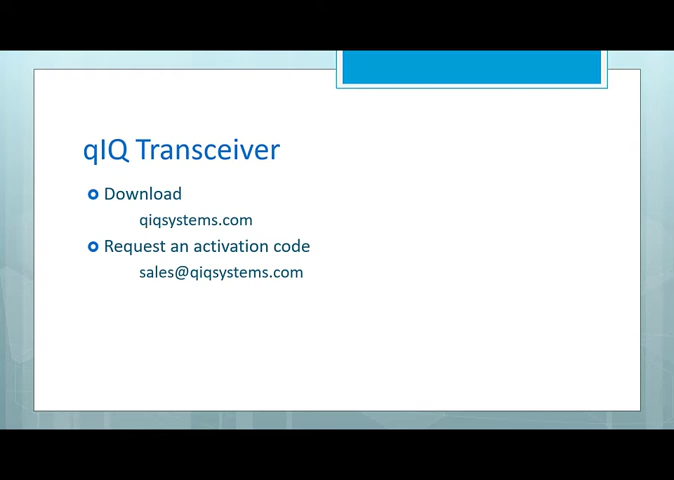 qIQ Transceiver
Download
qiqsystems.com
Request an activation code
sales@qiqsystems.com